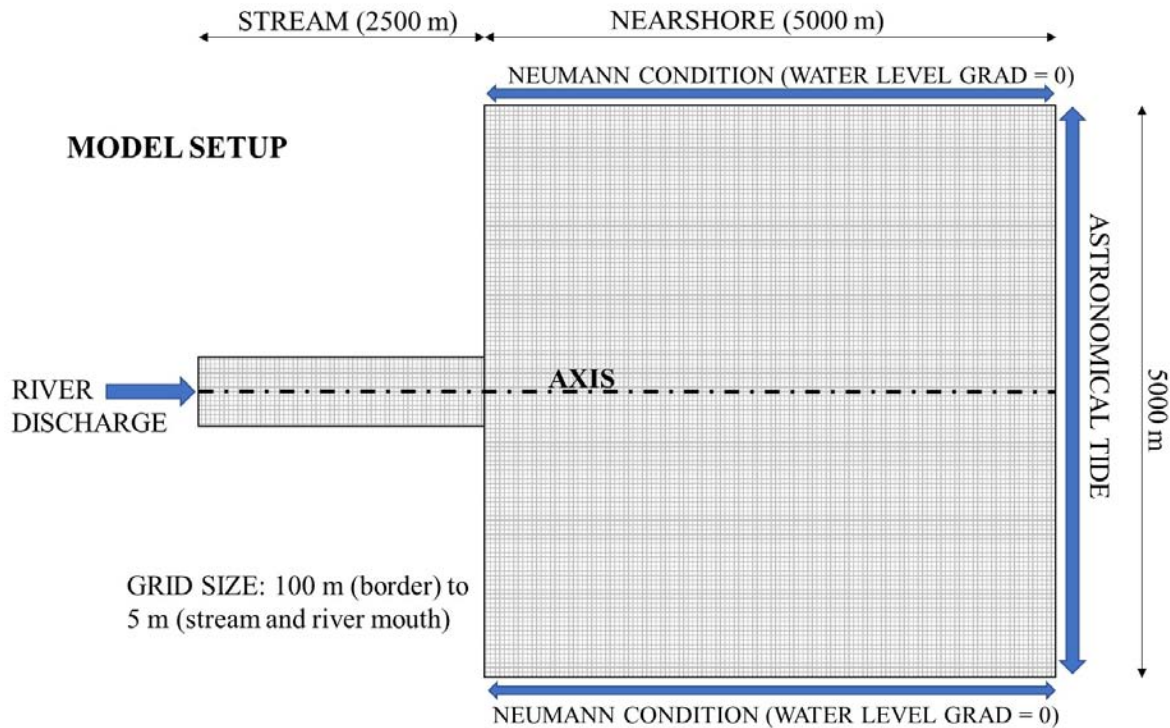 STREAM (2500 m)
NEARSHORE (5000 m)
NEUMANN CONDITION (WATER LEVEL GRAD = 0)
MODEL SETUP
ASTRONOMICAL TIDE
5000 m
AXIS
RIVER
DISCHARGE
GRID SIZE: 100 m (border) to
5 m (stream and river mouth)
NEUMANN CONDITION (WATER LEVEL GRAD = 0)